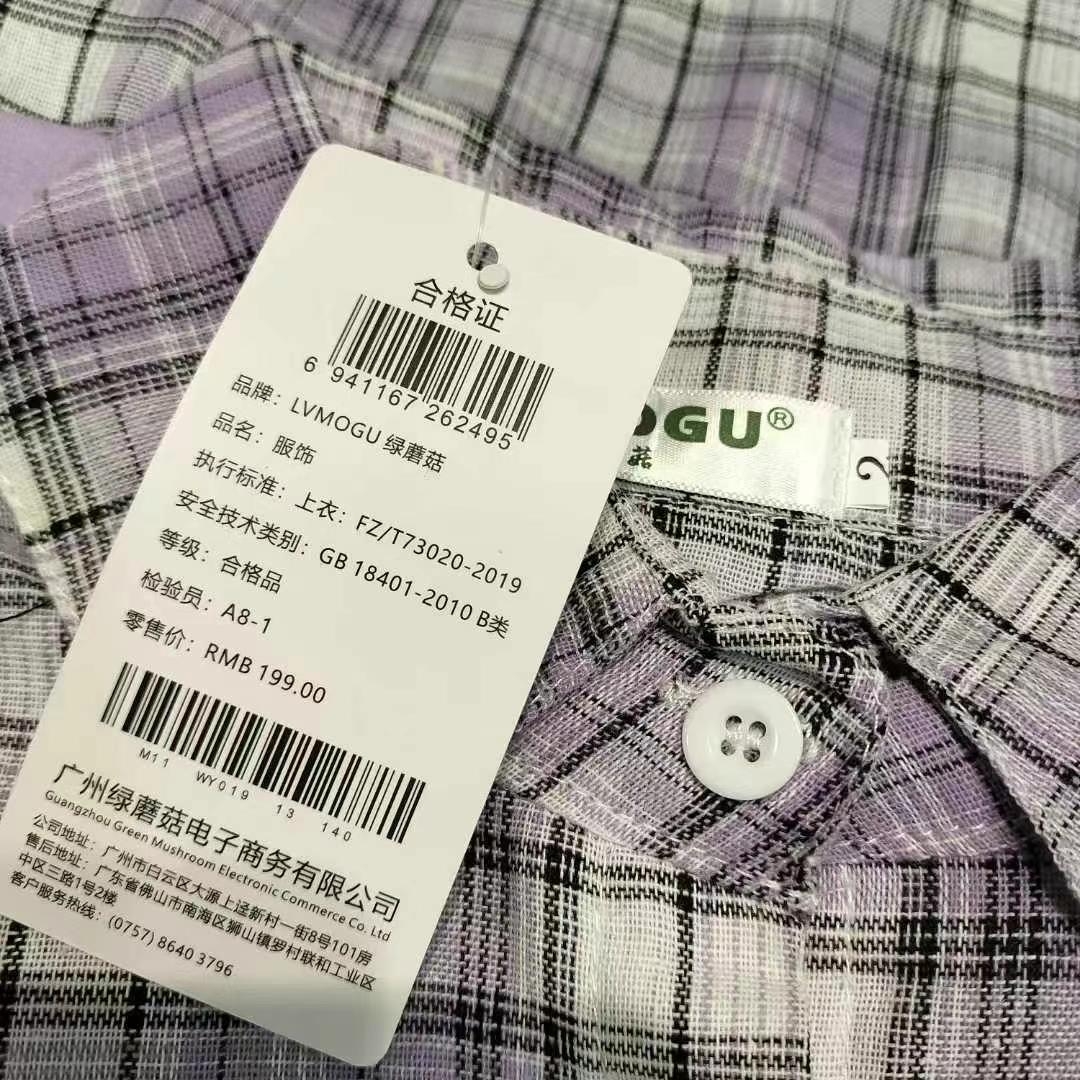 合格证
6 941167 262495
品牌：LVMOGU 绿蘑菇
品名：服饰
执行标准：上衣：FZ/T73020-2019
安全技术类别：GB 18401-2010 B类
等级：合格品
检验员：A8-1
零售价：RMB 199.00
M11 WY019 13 140
广州绿蘑菇电子商务有限公司
Guangzhou Green Mushroom Electronic Commerce Co. Ltd
公司地址：广州市白云区大源上迳新村一街8号101房
售后地址：广东省佛山市南海区狮山镇罗村联和工业区
中区三路1号2楼
客户服务热线：(0757) 8640 3796
OGU®
菇
2